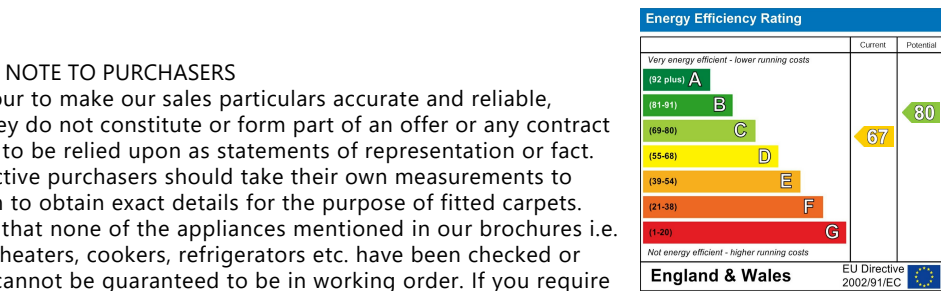 NOTE TO PURCHASERS
our to make our sales particulars accurate and reliable,
ey do not constitute or form part of an offer or any contract
to be relied upon as statements of representation or fact.
ctive purchasers should take their own measurements to
n to obtain exact details for the purpose of fitted carpets.
that none of the appliances mentioned in our brochures i.e.
heaters, cookers, refrigerators etc. have been checked or
cannot be guaranteed to be in working order. If you require
Energy Efficiency Rating
Current Potential
Very energy efficient - lower running costs
(92 plus) A
(81-91) B
(69-80) C
(55-68) D
(39-54) E
(21-38) F
(1-20) G
67
80
Not energy efficient - higher running costs
England & Wales
EU Directive
2002/91/EC